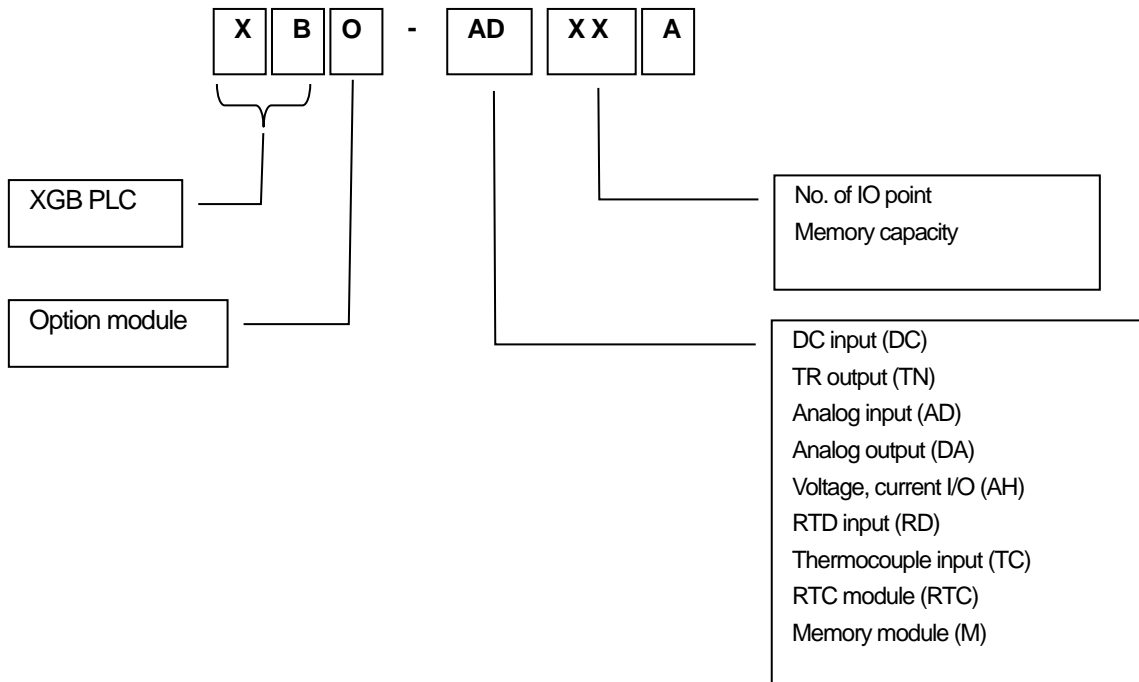 X B O - AD X X A
XGB PLC
Option module
No. of IO point
Memory capacity
DC input (DC)
TR output (TN)
Analog input (AD)
Analog output (DA)
Voltage, current I/O (AH)
RTD input (RD)
Thermocouple input (TC)
RTC module (RTC)
Memory module (M)